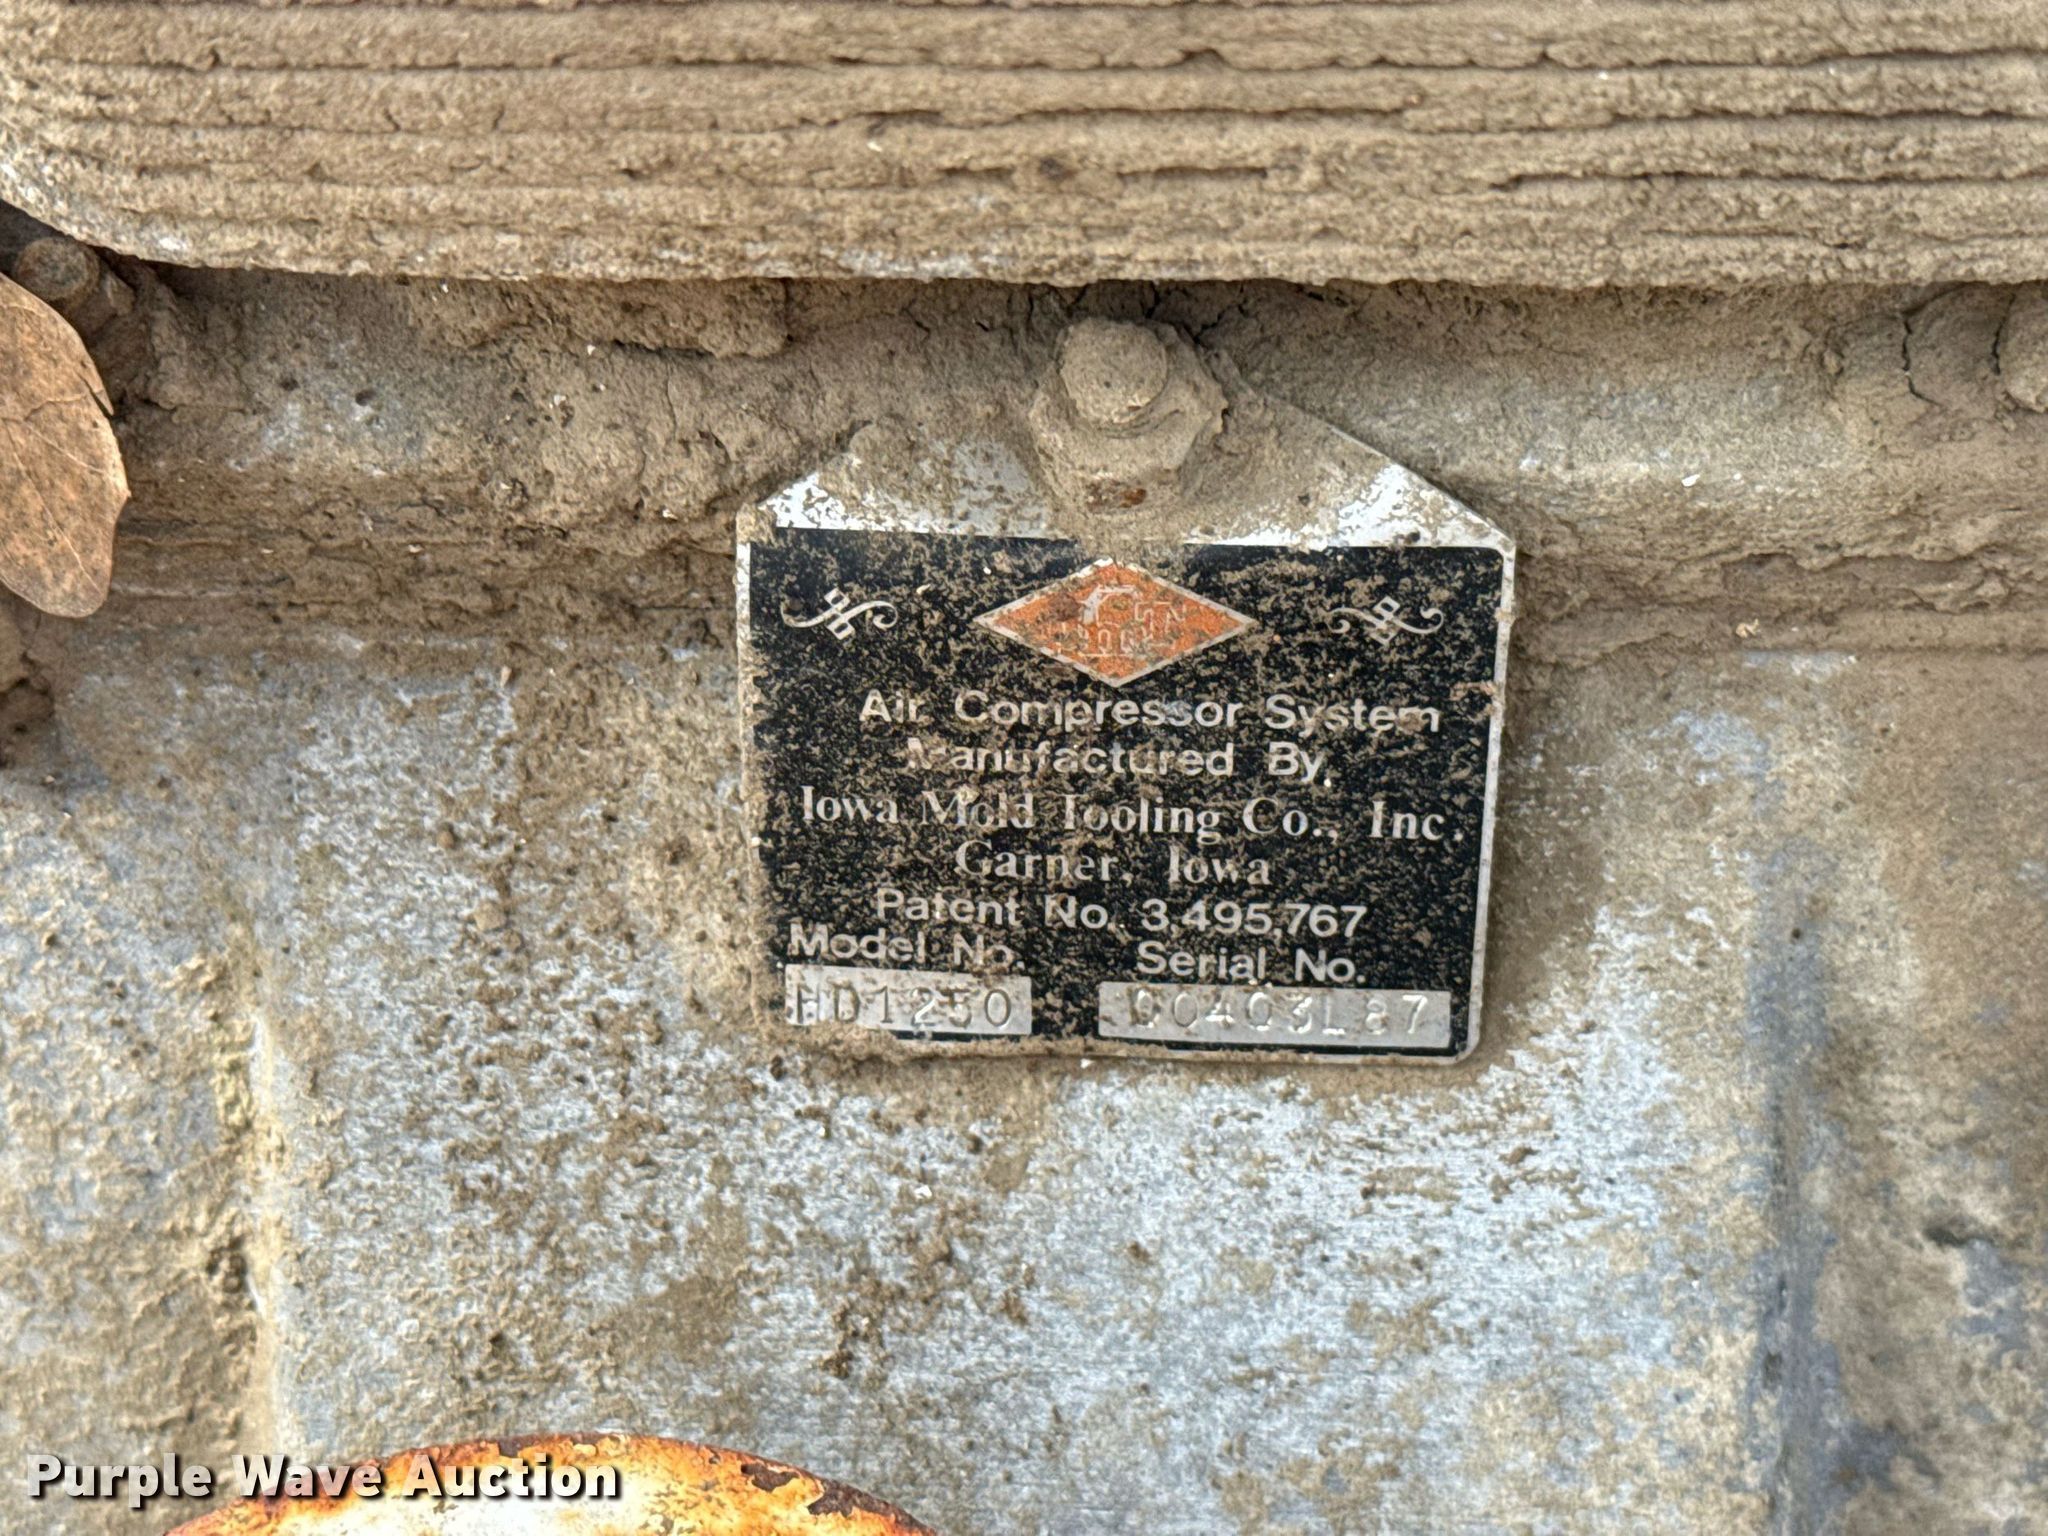 Air Compressor System
Manufactured By
Iowa Mold Tooling Co., Inc.
Garner, Iowa
Patent No. 3,495,767
Model No. Serial No.
HD1250 00403L87
Purple Wave Auction